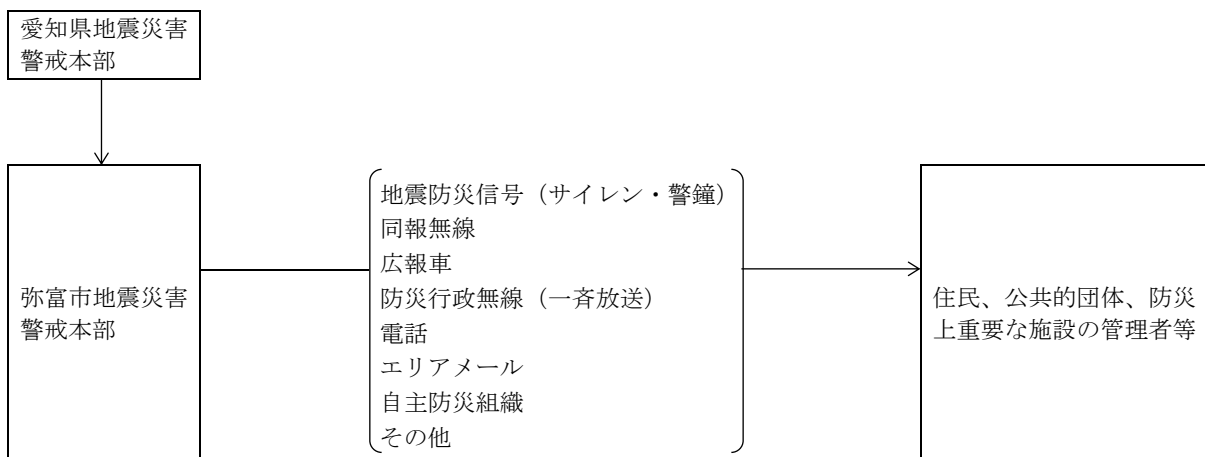 愛知県地震災害
警戒本部
弥富市地震災害
警戒本部
地震防災信号（サイレン・警鐘）
同報無線
広報車
防災行政無線（一斉放送）
電話
エリアメール
自主防災組織
その他
住民、公共的団体、防災
上重要な施設の管理者等